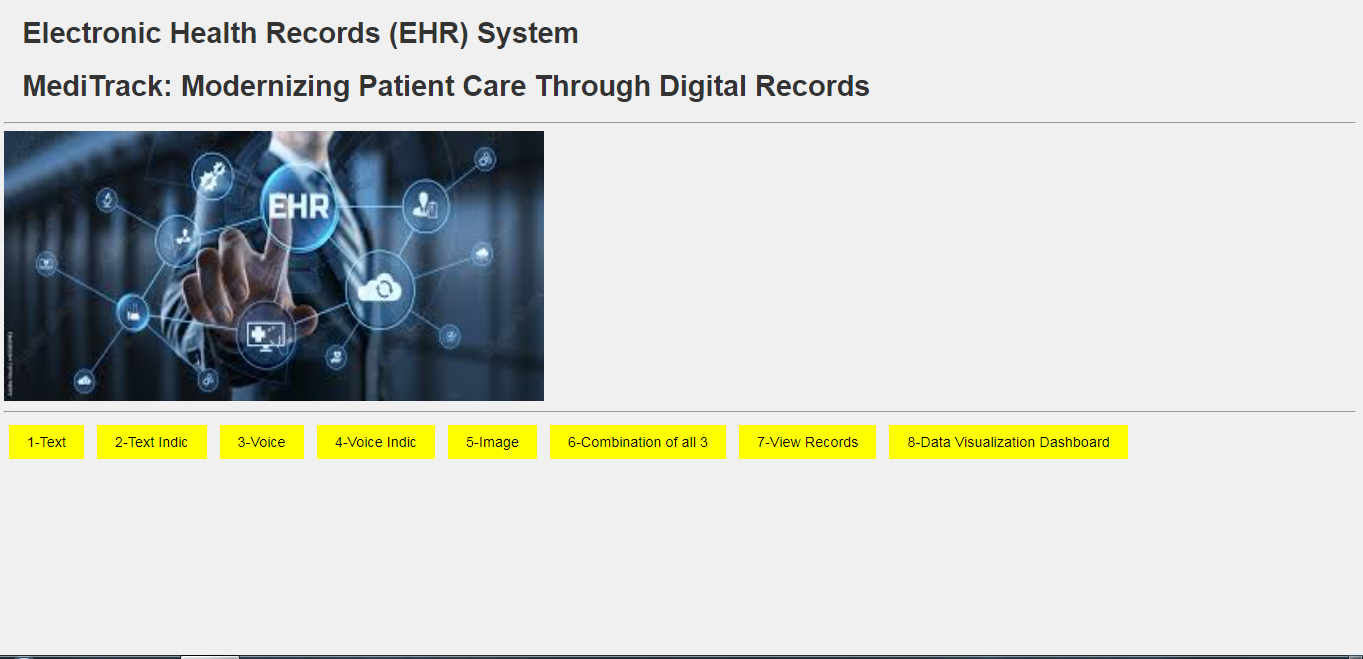 Electronic Health Records (EHR) System
MediTrack: Modernizing Patient Care Through Digital Records
EHR
1-Text 2-Text Indic 3-Voice 4-Voice Indic 5-Image 6-Combination of all 3 7-View Records 8-Data Visualization Dashboard